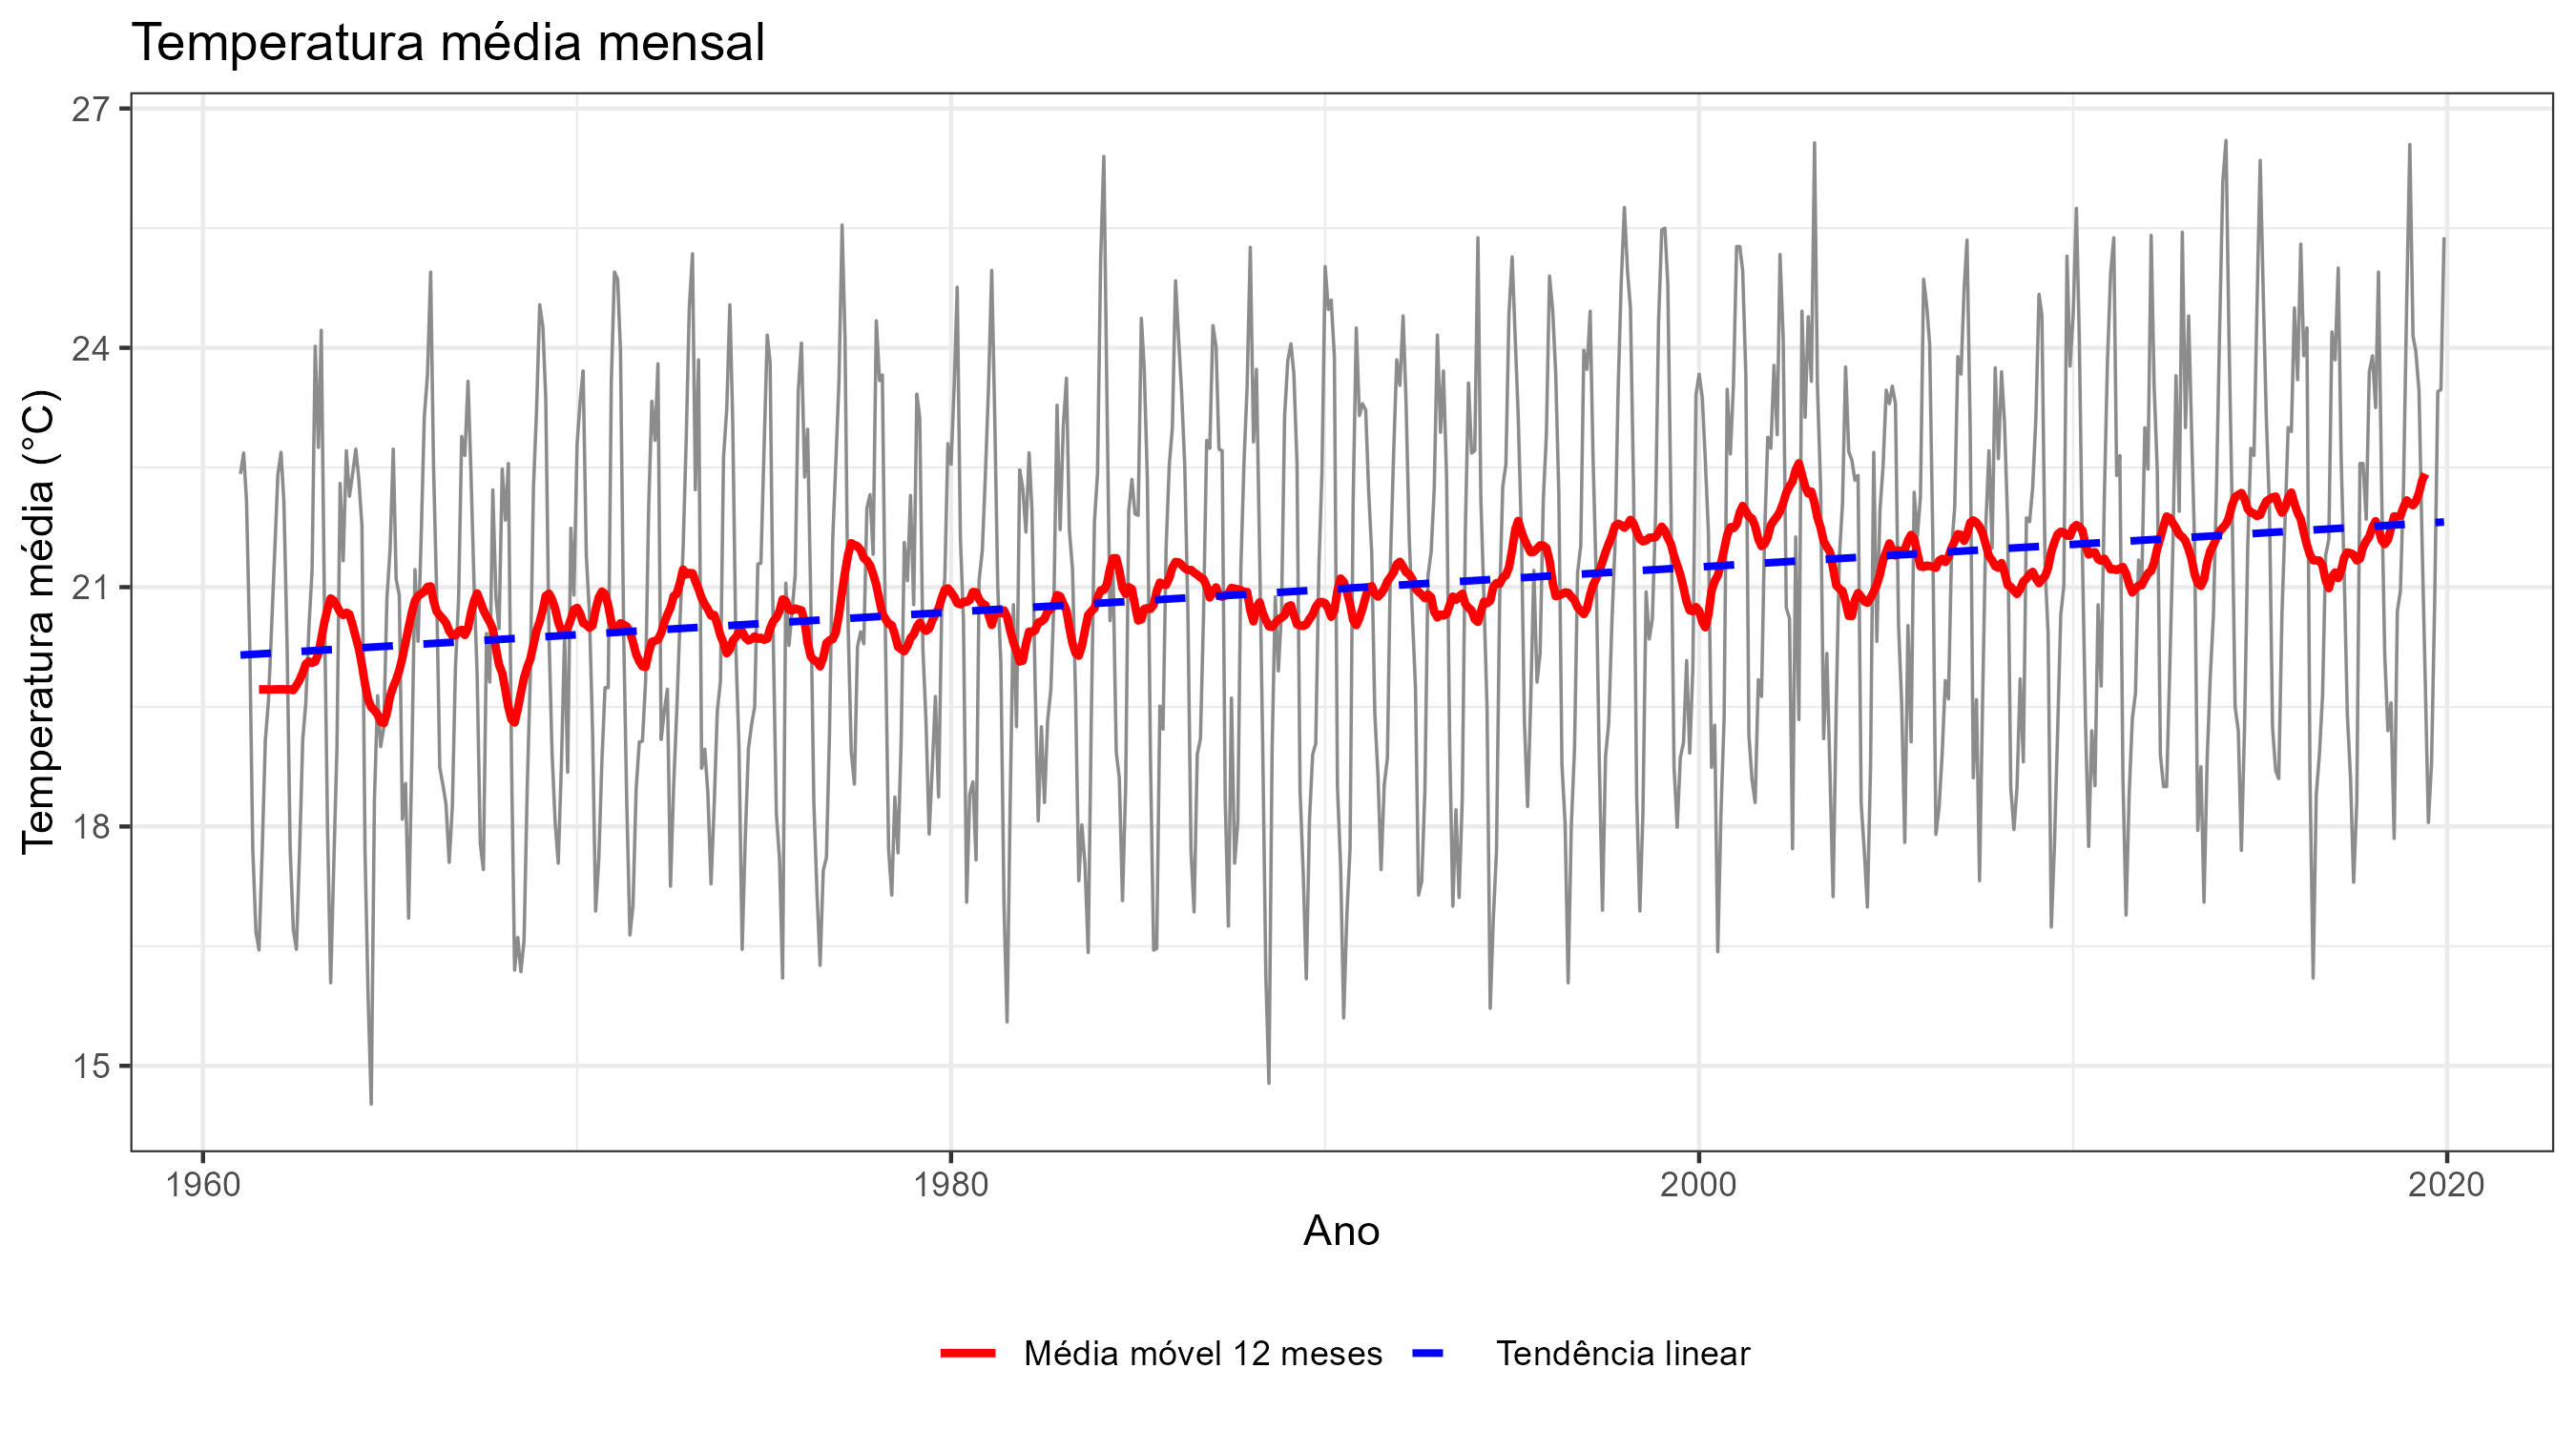 Temperatura média mensal
27
24
21
18
15
Temperatura média (°C)
1960 1980 2000 2020
Ano
Média móvel 12 meses Tendência linear